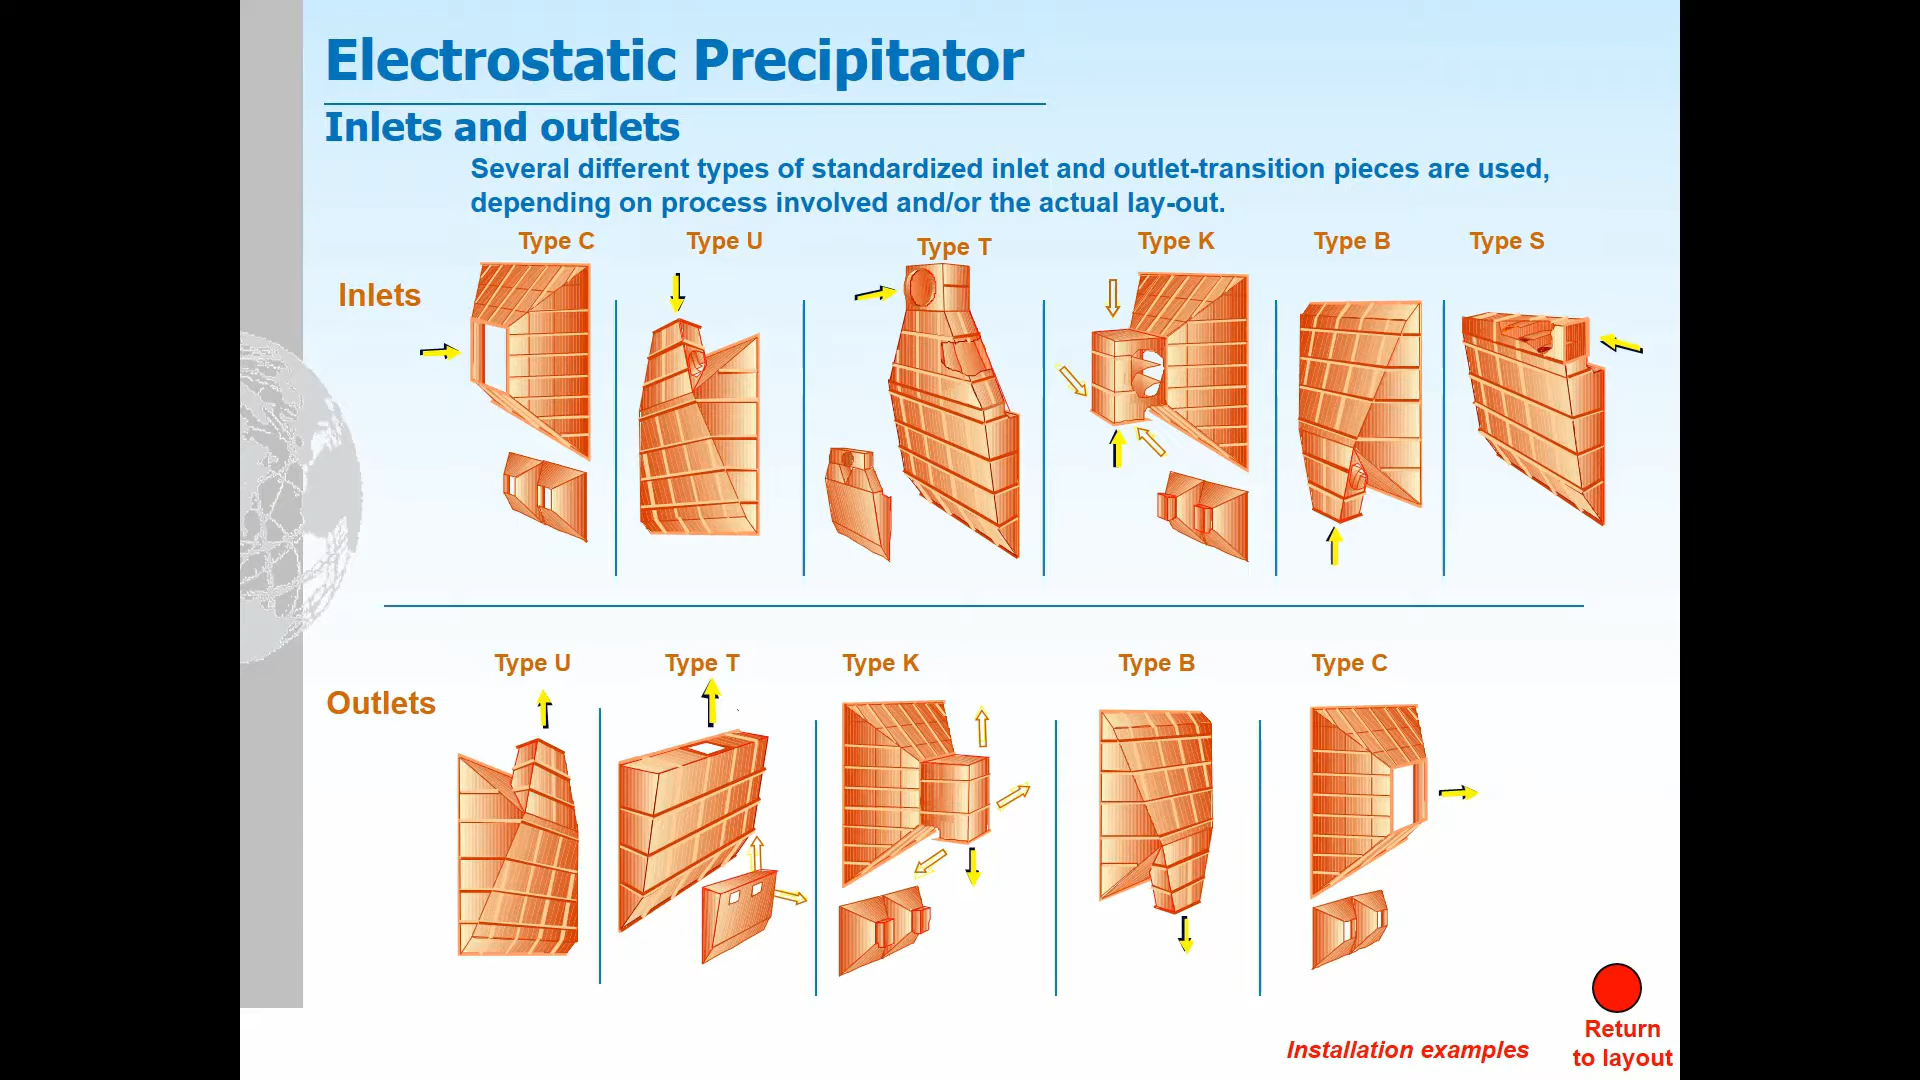 Electrostatic Precipitator
Inlets and outlets
Several different types of standardized inlet and outlet-transition pieces are used,
depending on process involved and/or the actual lay-out.
Type C
Type U
Type T
Type K
Type B
Type S
Inlets
Type U
Type T
Type K
Type B
Type C
Outlets
Installation examples
Return
to layout